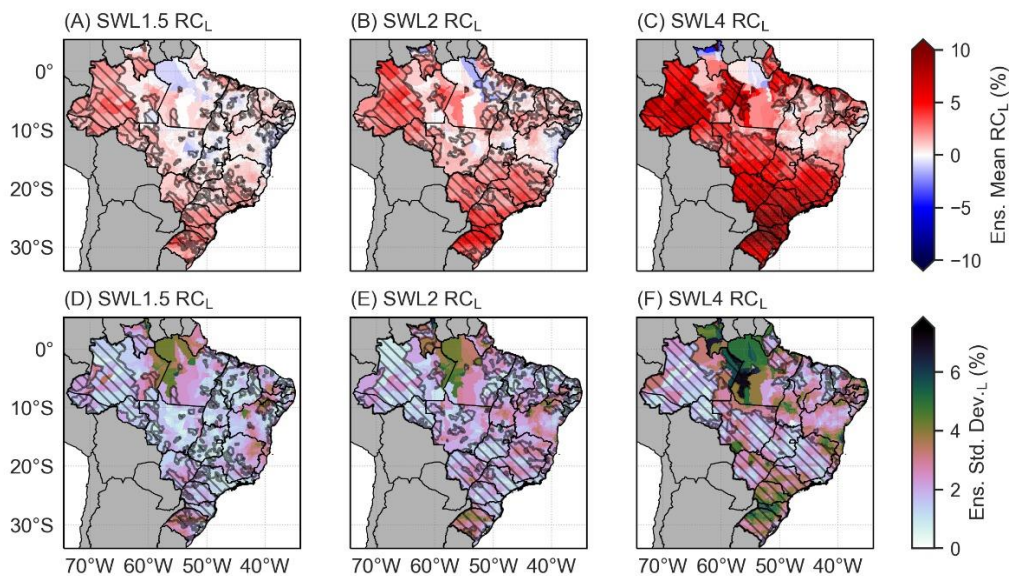 (A) SWL1.5 RCL (B) SWL2 RCL (C) SWL4 RCL
0°
10°S
20°S
30°S
10
5
0
−5
−10
Ens. Mean RCL (%)
(D) SWL1.5 RCL (E) SWL2 RCL (F) SWL4 RCL
0°
10°S
20°S
30°S
70°W 60°W 50°W 40°W 70°W 60°W 50°W 40°W 70°W 60°W 50°W 40°W
6
4
2
0
Ens. Std. Dev.L (%)